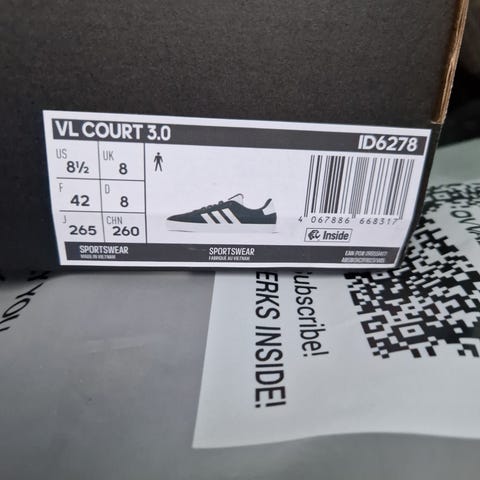 VL COURT 3.0
ID6278
US
8½
UK
8
F
42
D
8
J
265
CHN
260
4 067886 668317
Inside
SPORTSWEAR
MADE IN VIETNAM
SPORTSWEAR
FABRIQUÉ AU VIETNAM
Subscribe!
PERKS INSIDE!
YOU